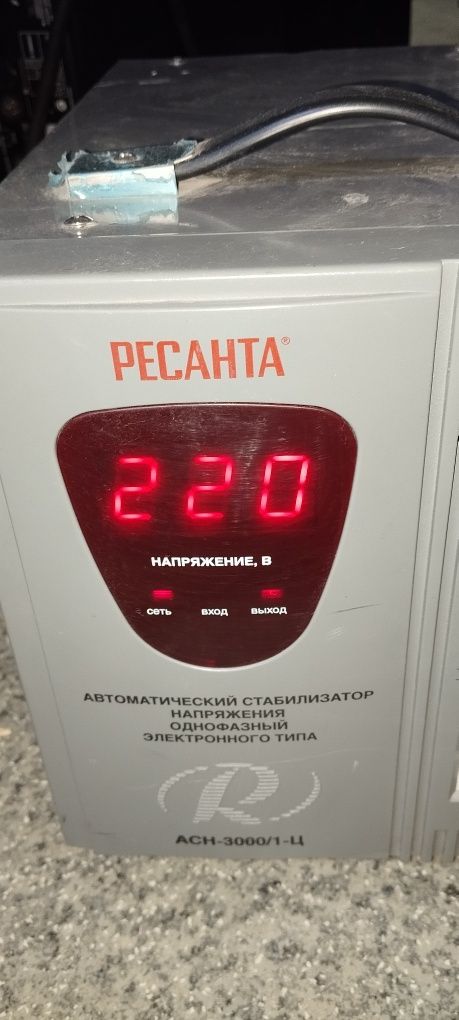 РЕСАНТА®
220
НАПРЯЖЕНИЕ, В
сеть вход выход
АВТОМАТИЧЕСКИЙ СТАБИЛИЗАТОР
НАПРЯЖЕНИЯ
ОДНОФАЗНЫЙ
ЭЛЕКТРОННОГО ТИПА
R
АСН-3000/1-Ц